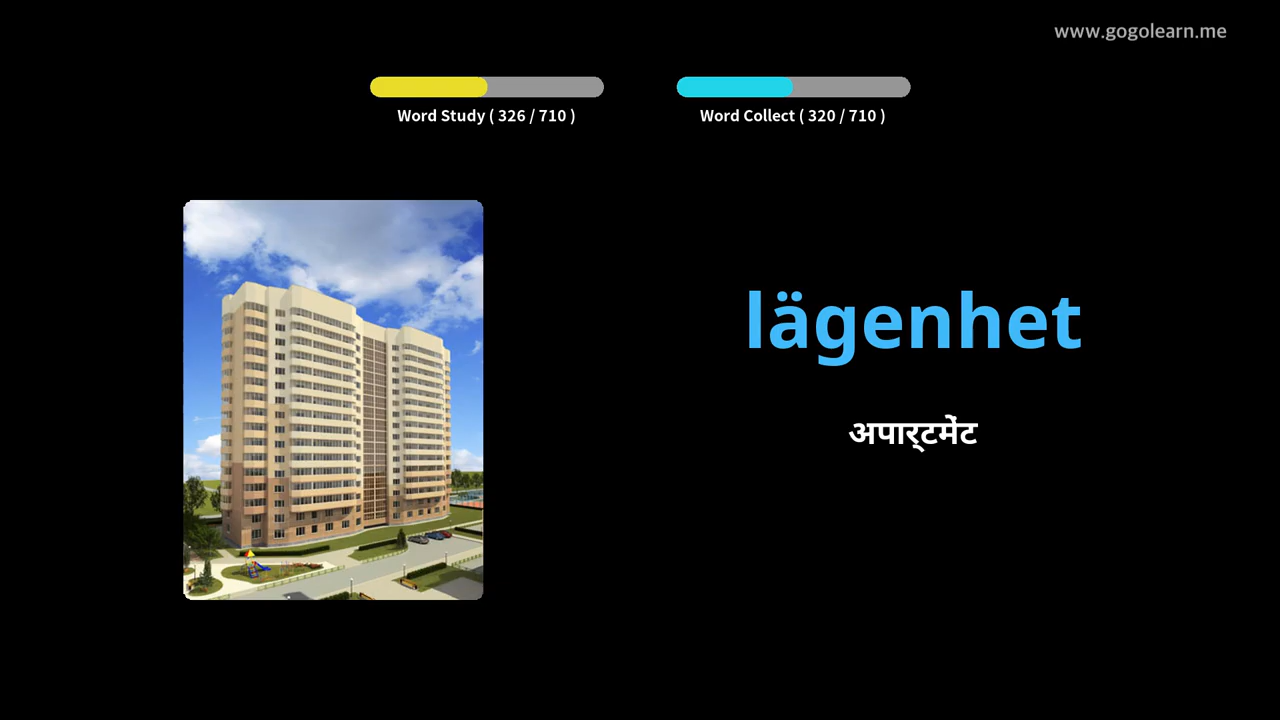 www.gogolearn.me
Word Study ( 326 / 710 )
Word Collect ( 320 / 710 )
lägenhet
अपार्टमेंट